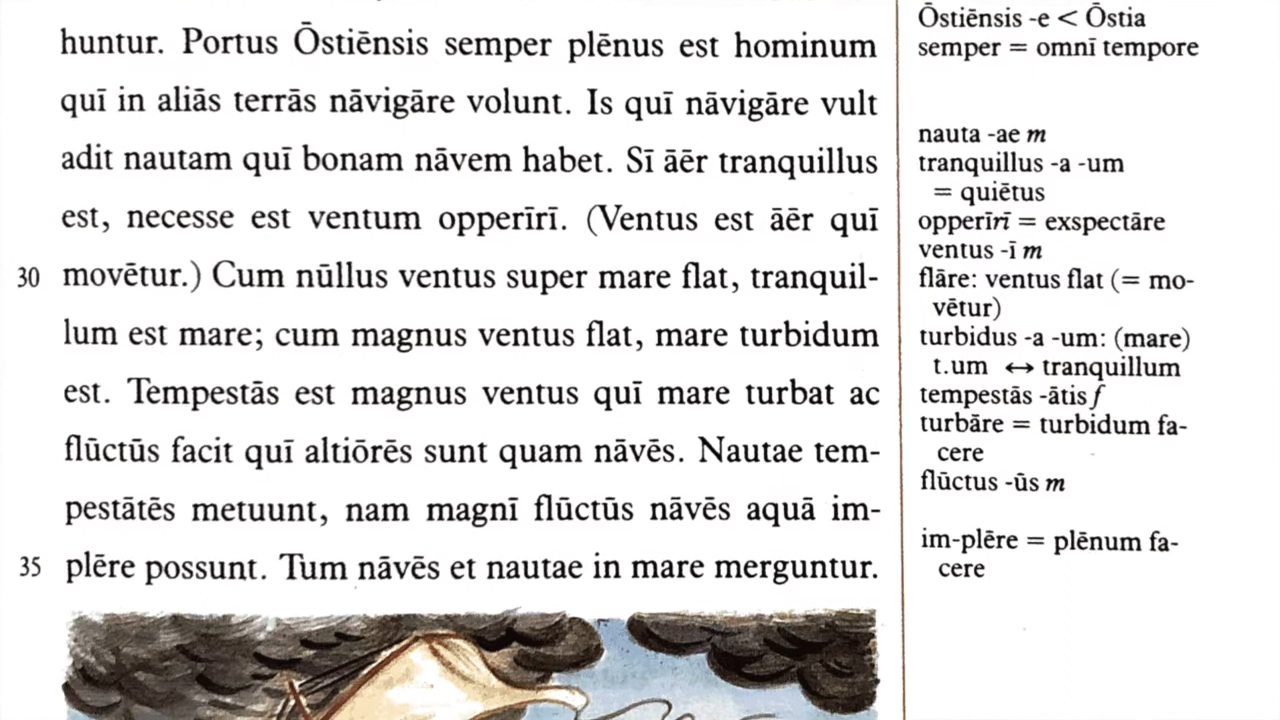 huntur. Portus Ōstiēnsis semper plēnus est hominum
quī in aliās terrās nāvigāre volunt. Is quī nāvigāre vult
adit nautam quī bonam nāvem habet. Sī āēr tranquillus
est, necesse est ventum opperīrī. (Ventus est āēr quī
30 movētur.) Cum nūllus ventus super mare flat, tranquil-
lum est mare; cum magnus ventus flat, mare turbidum
est. Tempestās est magnus ventus quī mare turbat ac
flūctūs facit quī altiōrēs sunt quam nāvēs. Nautae tem-
pestātēs metuunt, nam magnī flūctūs nāvēs aquā im-
35 plēre possunt. Tum nāvēs et nautae in mare merguntur.
Ōstiēnsis -e < Ōstia
semper = omnī tempore
nauta -ae m
tranquillus -a -um
= quiētus
opperīrī = exspectāre
ventus -ī m
flāre: ventus flat (= mo-
vētur)
turbidus -a -um: (mare)
t.um ↔ tranquillum
tempestās -ātis f
turbāre = turbidum fa-
cere
flūctus -ūs m
im-plēre = plēnum fa-
cere